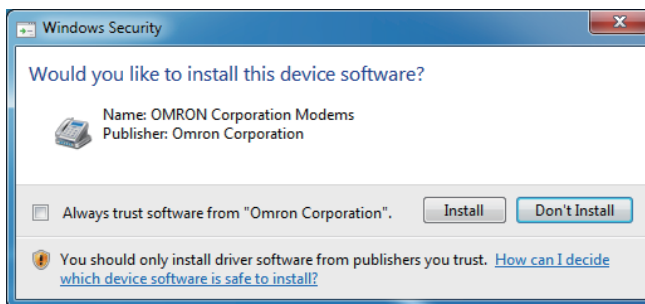 Windows Security
Would you like to install this device software?
Name: OMRON Corporation Modems
Publisher: Omron Corporation
Always trust software from "Omron Corporation".
Install
Don't Install
You should only install driver software from publishers you trust. How can I decide
which device software is safe to install?